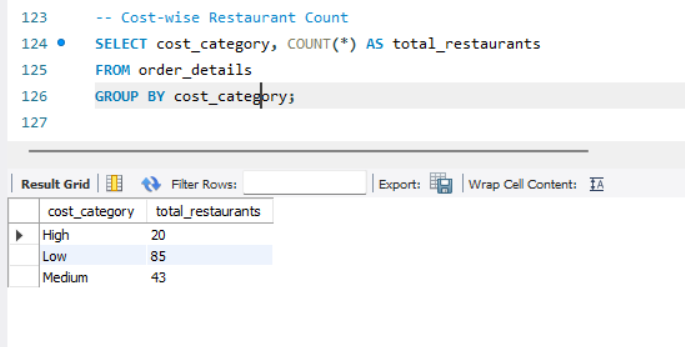 123 -- Cost-wise Restaurant Count
124 SELECT cost_category, COUNT(*) AS total_restaurants
125 FROM order_details
126 GROUP BY cost_category;
127
Result Grid Filter Rows: Export: Wrap Cell Content: IA
cost_category total_restaurants
High 20
Low 85
Medium 43